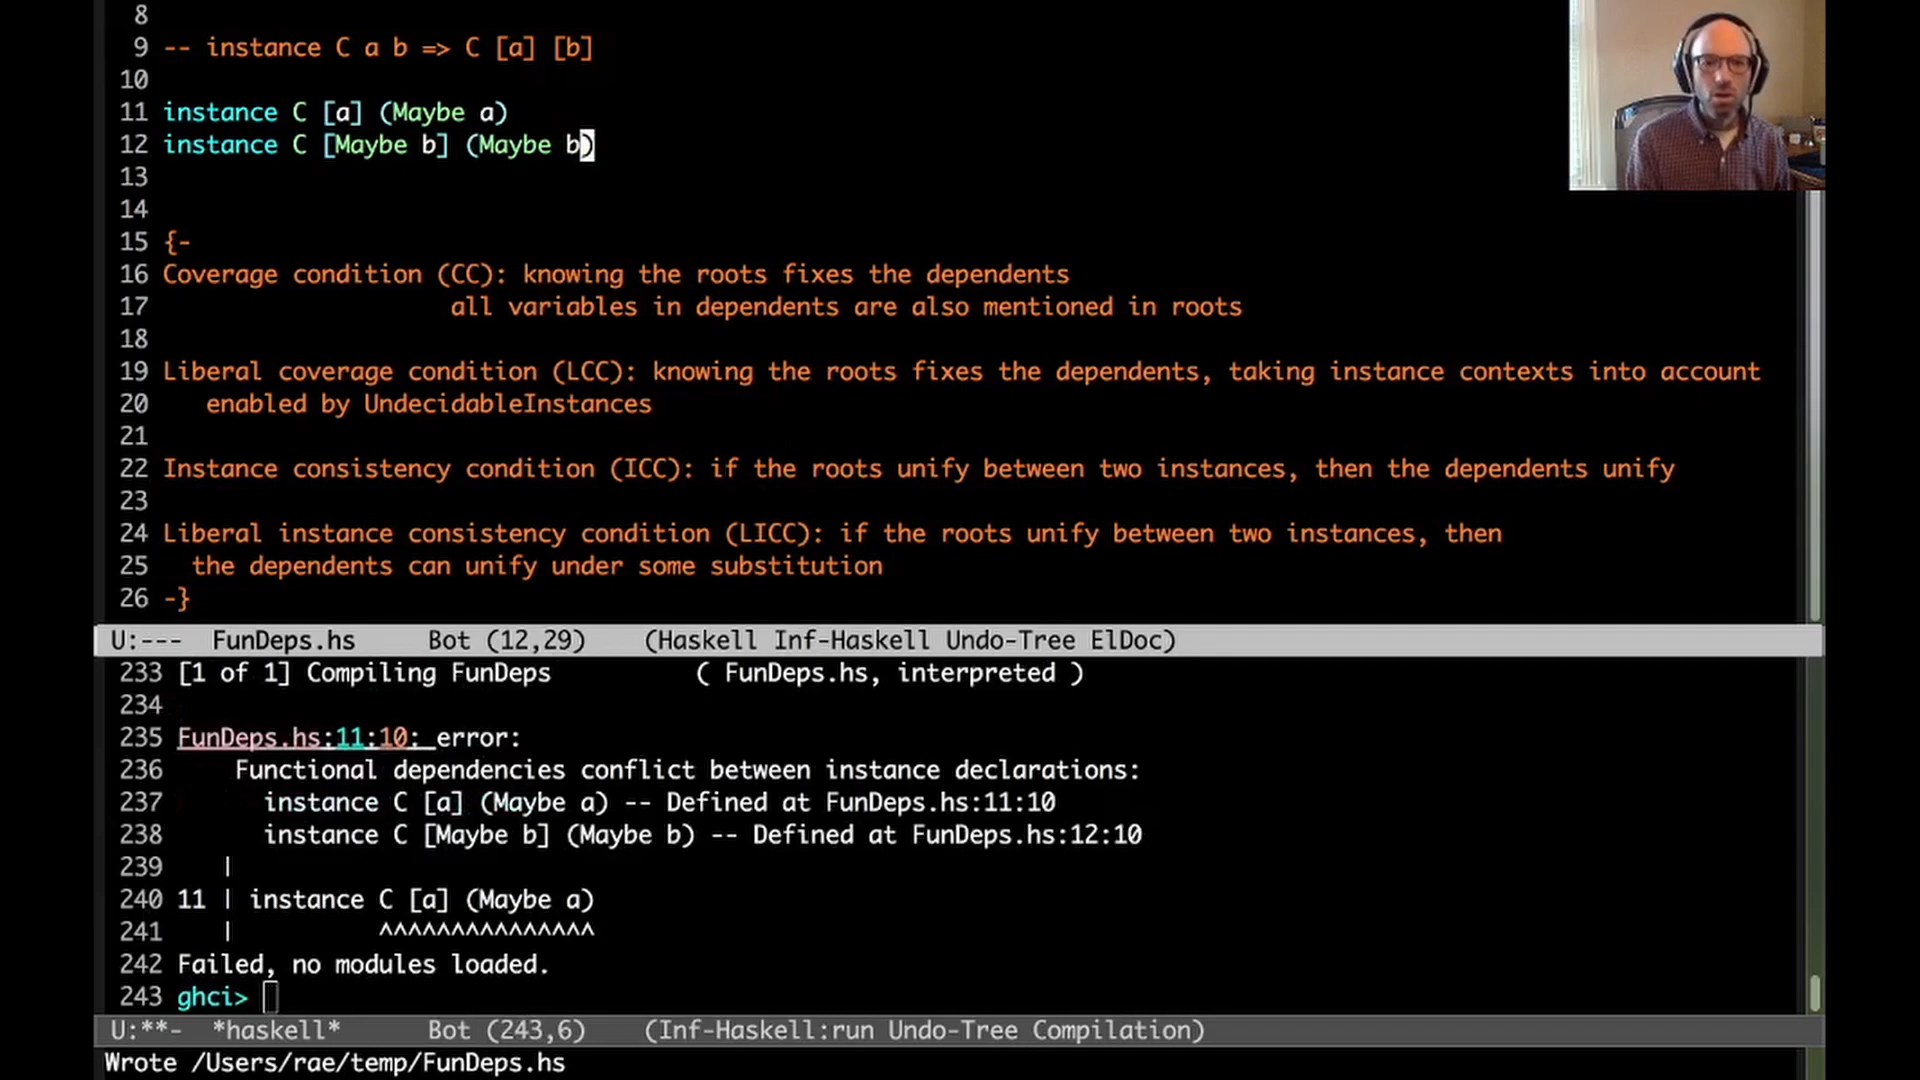 8
9 -- instance C a b => C [a] [b]
10
11 instance C [a] (Maybe a)
12 instance C [Maybe b] (Maybe b)
13
14
15 {-
16 Coverage condition (CC): knowing the roots fixes the dependents
17 all variables in dependents are also mentioned in roots
18
19 Liberal coverage condition (LCC): knowing the roots fixes the dependents, taking instance contexts into account
20 enabled by UndecidableInstances
21
22 Instance consistency condition (ICC): if the roots unify between two instances, then the dependents unify
23
24 Liberal instance consistency condition (LICC): if the roots unify between two instances, then
25 the dependents can unify under some substitution
26 -}
U:--- FunDeps.hs Bot (12,29) (Haskell Inf-Haskell Undo-Tree ElDoc)
233 [1 of 1] Compiling FunDeps ( FunDeps.hs, interpreted )
234
235 FunDeps.hs:11:10: error:
236 Functional dependencies conflict between instance declarations:
237 instance C [a] (Maybe a) -- Defined at FunDeps.hs:11:10
238 instance C [Maybe b] (Maybe b) -- Defined at FunDeps.hs:12:10
239 |
240 11 | instance C [a] (Maybe a)
241 | ^^^^^^^^^^^^^^^
242 Failed, no modules loaded.
243 ghci>
U:**- *haskell* Bot (243,6) (Inf-Haskell:run Undo-Tree Compilation)
Wrote /Users/rae/temp/FunDeps.hs